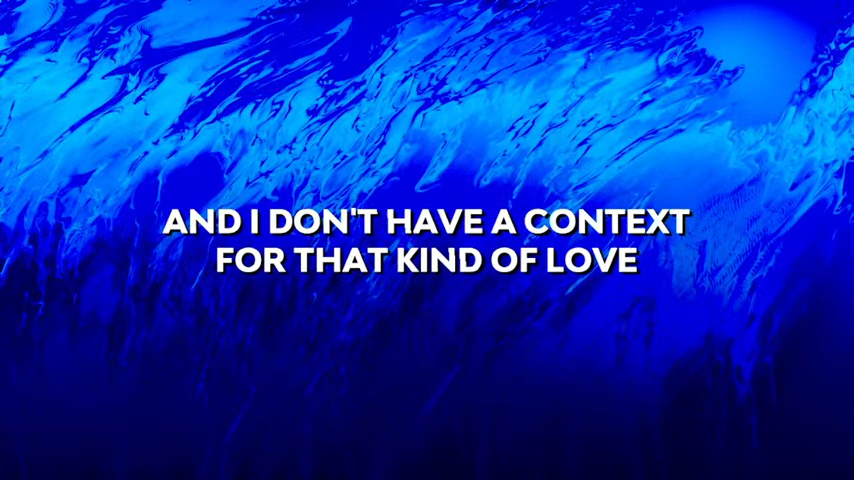 AND I DON'T HAVE A CONTEXT
FOR THAT KIND OF LOVE